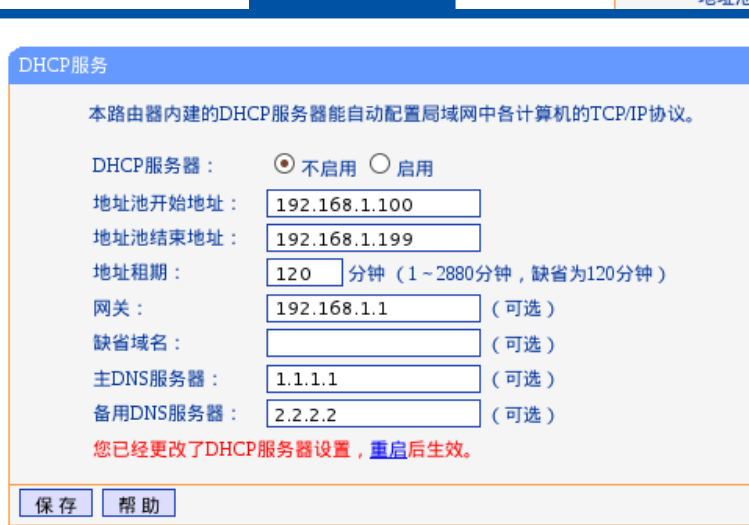 DHCP服务
本路由器内建的DHCP服务器能自动配置局域网中各计算机的TCP/IP协议。
DHCP服务器： 不启用 启用
地址池开始地址： 192.168.1.100
地址池结束地址： 192.168.1.199
地址租期： 120 分钟（1～2880分钟，缺省为120分钟）
网关： 192.168.1.1 （可选）
缺省域名： （可选）
主DNS服务器： 1.1.1.1 （可选）
备用DNS服务器： 2.2.2.2 （可选）
您已经更改了DHCP服务器设置，重启后生效。
保存 帮助